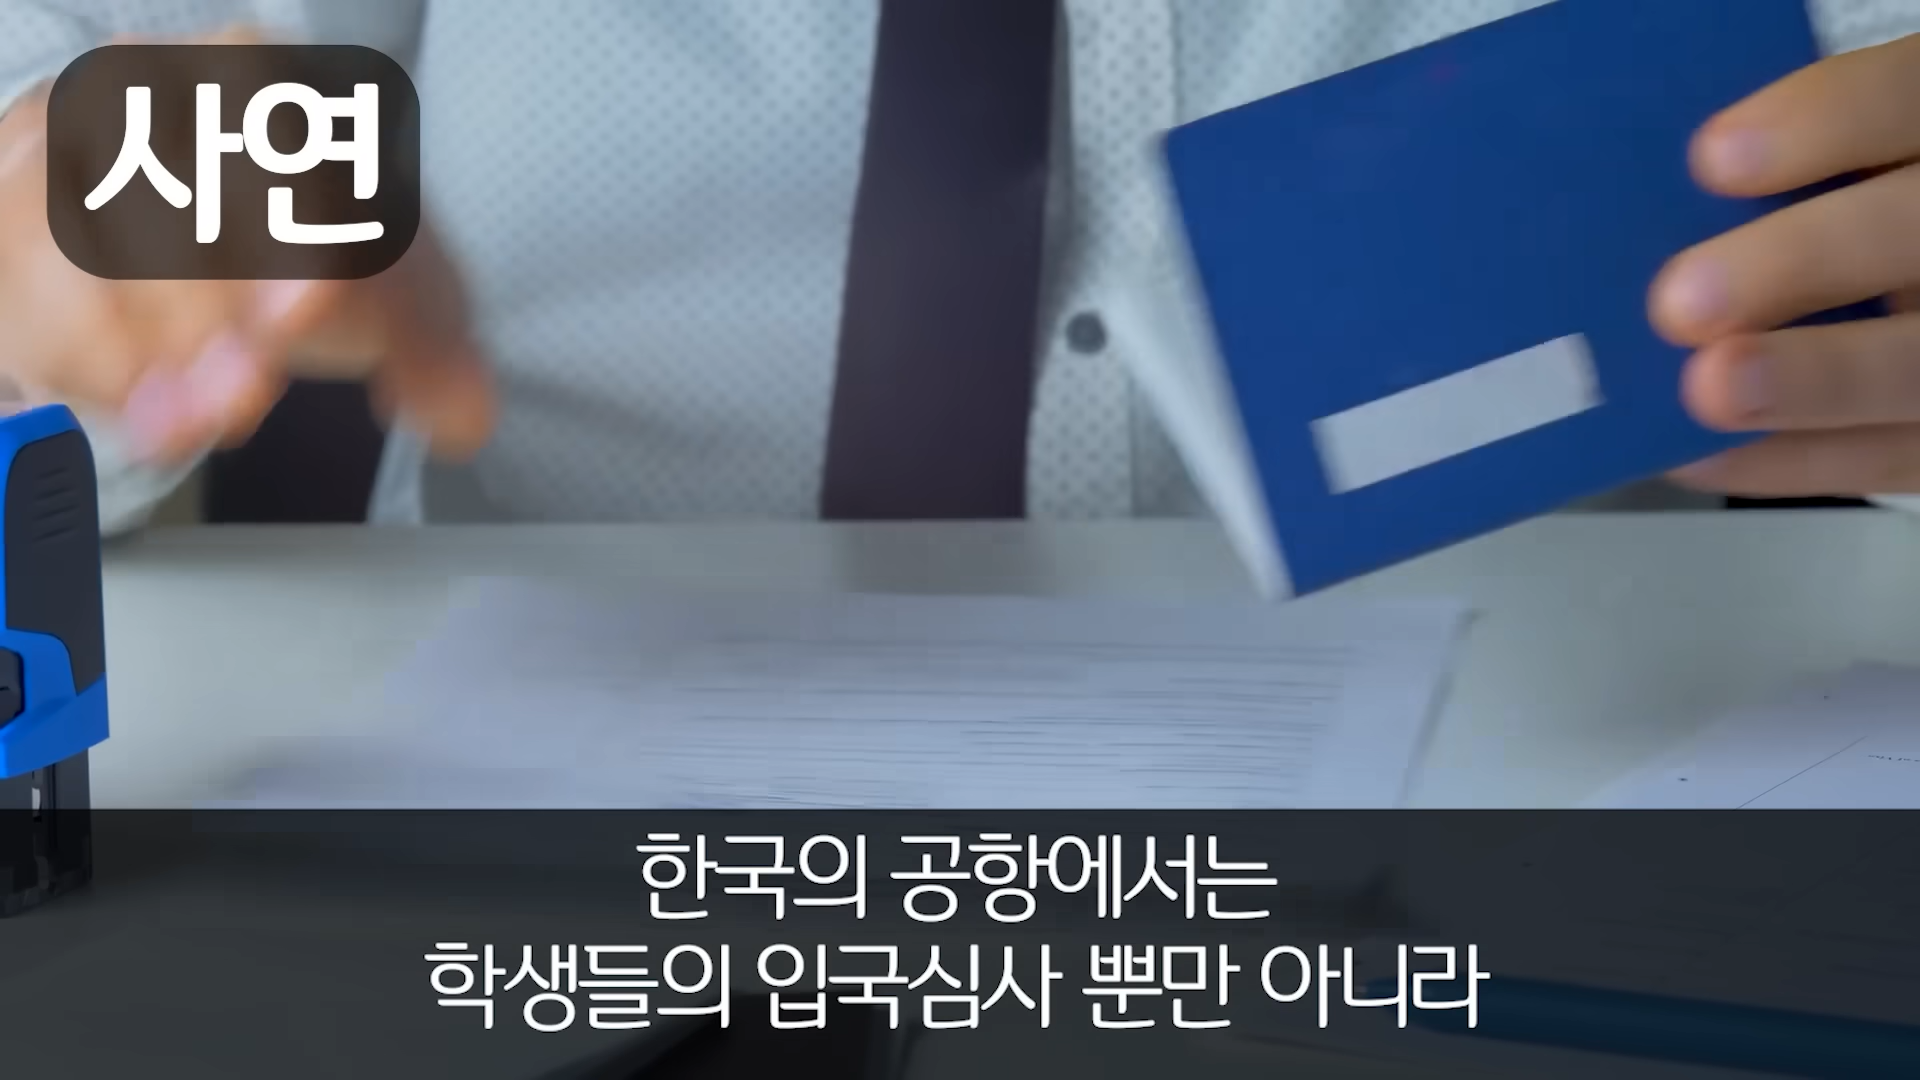 사연
한국의 공항에서는
학생들의 입국심사 뿐만 아니라